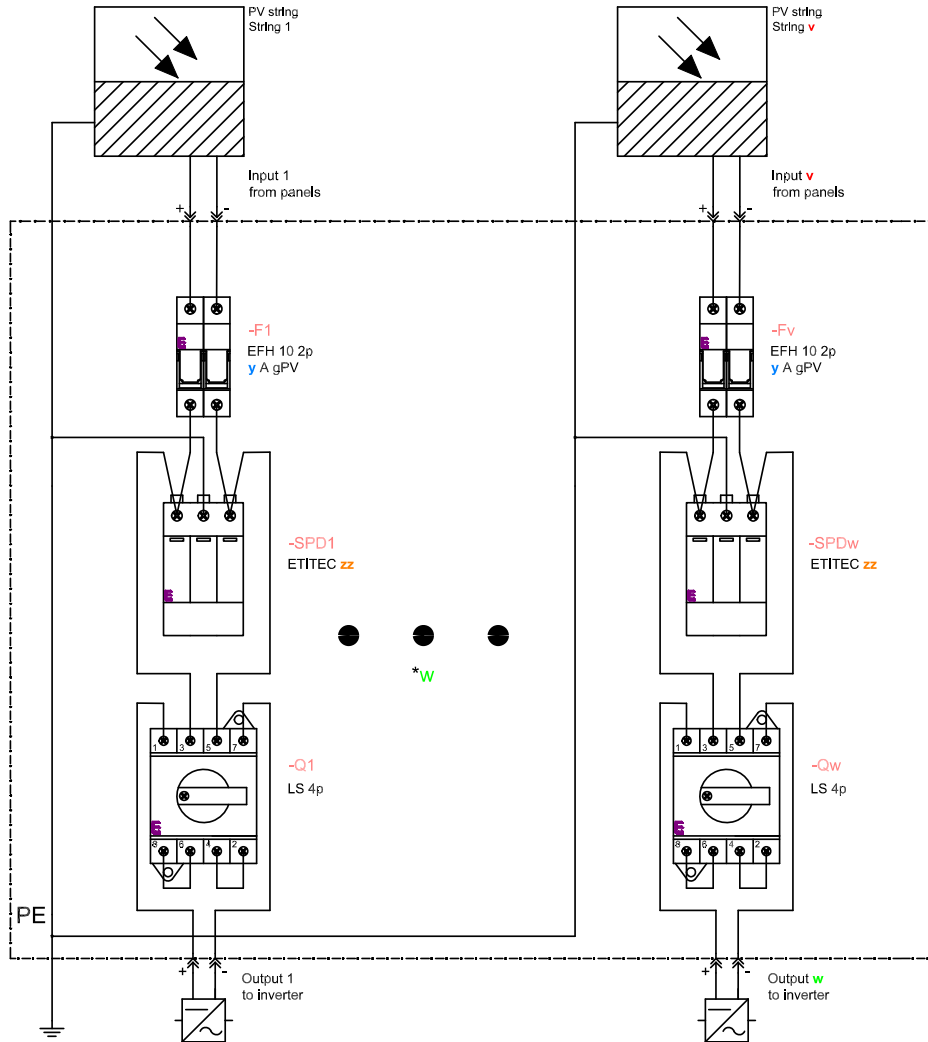 PV string
String 1
PV string
String v
Input 1
from panels
Input v
from panels
+ -
+ -
-F1
EFH 10 2p
y A gPV
-Fv
EFH 10 2p
y A gPV
-SPD1
ETITEC zz
-SPDw
ETITEC zz
*w
1 3 5 7
1 3 5 7
-Q1
LS 4p
-Qw
LS 4p
8 6 4 2
8 6 4 2
PE
+ -
+ -
Output 1
to inverter
Output w
to inverter